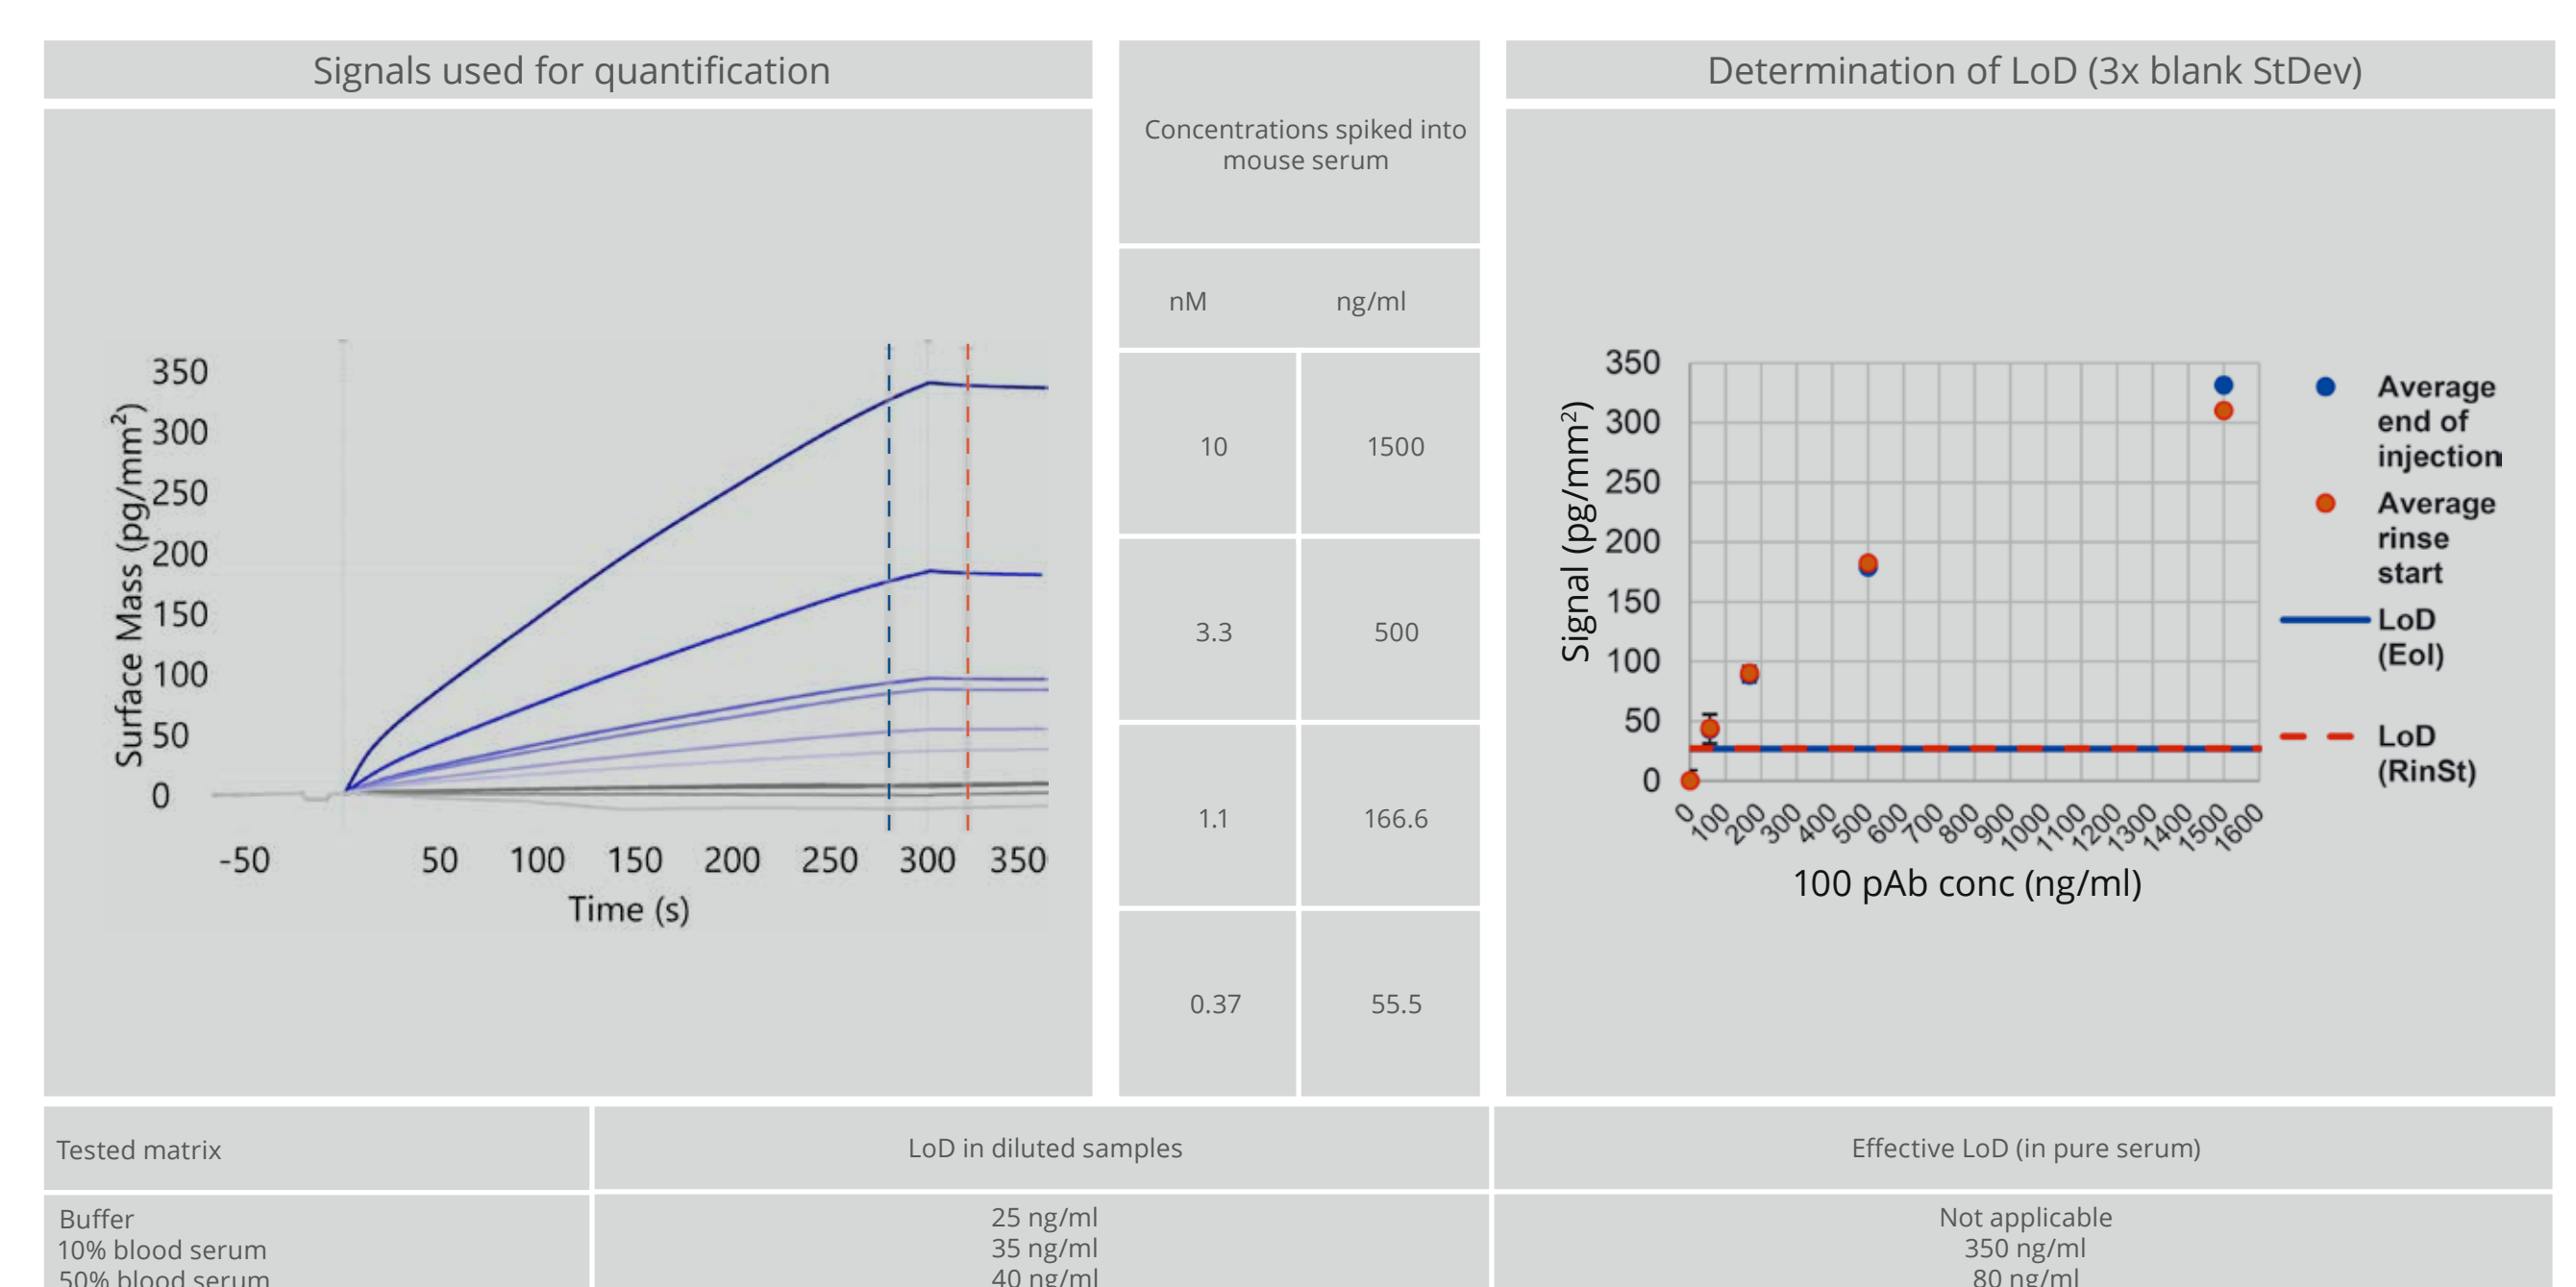 Signals used for quantification
Surface Mass (pg/mm²)
350
300
250
200
150
100
50
0
-50 50 100 150 200 250 300 350
Time (s)
Concentrations spiked into
mouse serum
nM ng/ml
10 1500
3.3 500
1.1 166.6
0.37 55.5
Determination of LoD (3x blank StDev)
Signal (pg/mm²)
350
300
250
200
150
100
50
0
0 100 200 300 400 500 600 700 800 900 1000 1100 1200 1300 1400 1500 1600
100 pAb conc (ng/ml)
Average
end of
injection
Average
rinse
start
LoD
(EoI)
LoD
(RinSt)
Tested matrix LoD in diluted samples Effective LoD (in pure serum)
Buffer 25 ng/ml Not applicable
10% blood serum 35 ng/ml 350 ng/ml
50% blood serum 40 ng/ml 80 ng/ml